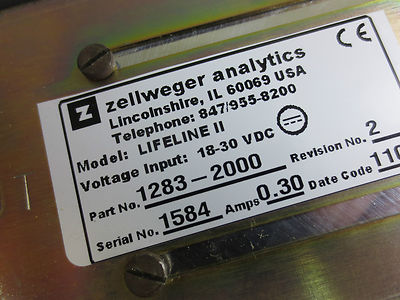 Z zellweger analytics
Lincolnshire, IL 60069 USA
Telephone: 847/955-8200
Model: LIFELINE II
Voltage Input: 18-30 VDC
Part No. 1283-2000 Revision No. 2
Serial No. 1584 Amps 0.30 Date Code
CE